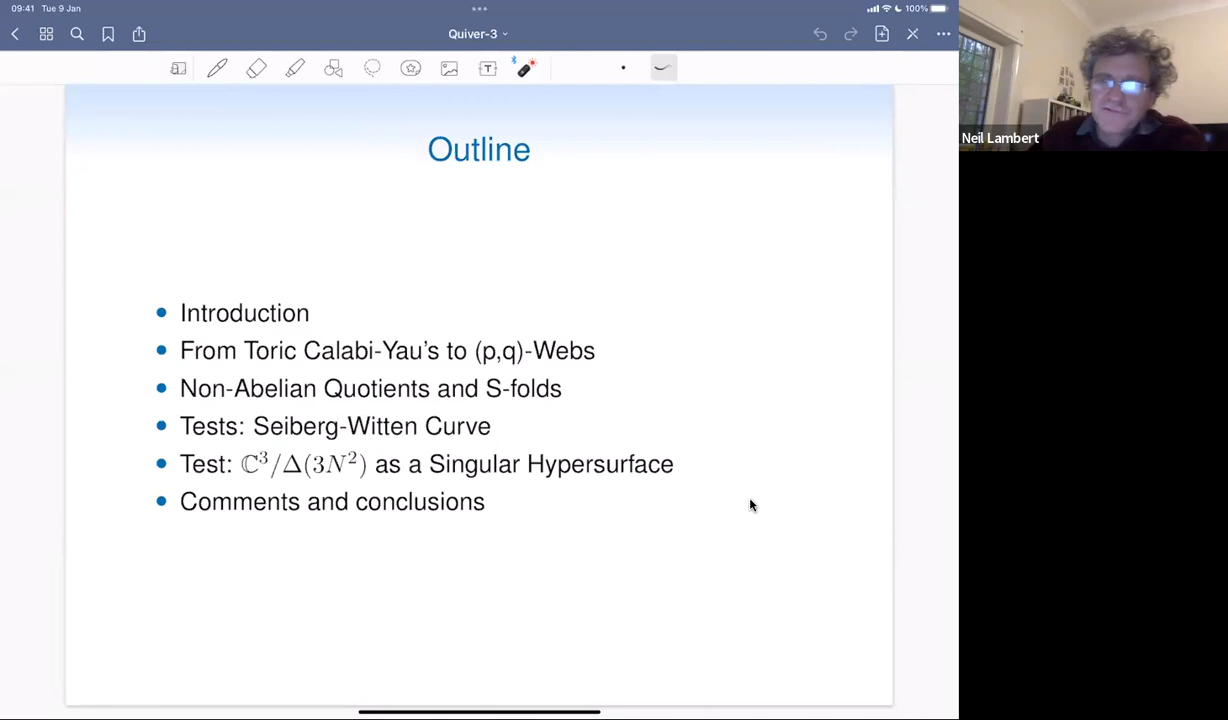 09:41 Tue 9 Jan
100%
Quiver-3
Neil Lambert
Outline
• Introduction
• From Toric Calabi-Yau's to (p,q)-Webs
• Non-Abelian Quotients and S-folds
• Tests: Seiberg-Witten Curve
• Test: ℂ³/Δ(3N²) as a Singular Hypersurface
• Comments and conclusions